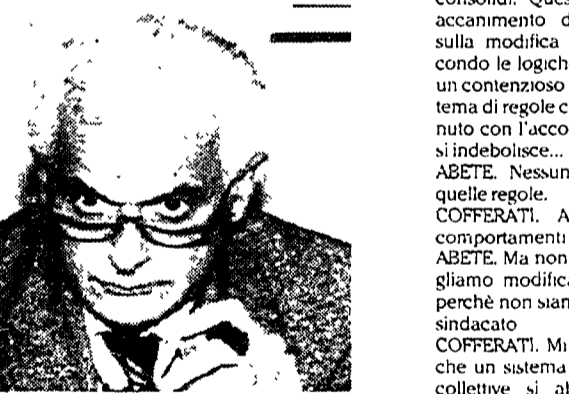 consolidi. Ques
accanimento d
sulla modifica
condo le logich
un contenzioso
tema di regole c
nuto con l'acco
si indebolisce...
ABETE. Nessun
quelle regole.
COFFERATI. A
comportamenti
ABETE. Ma non
gliamo modifica
perchè non sian
sindacato
COFFERATI. Mi
che un sistema
collettive si ab